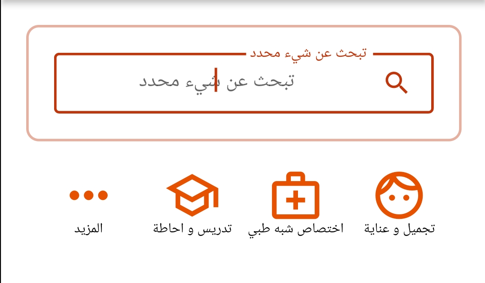 تبحث عن شيء محدد
تبحث عن شيء محدد
تجميل و عناية
اختصاص شبه طبي
تدريس و احاطة
المزيد